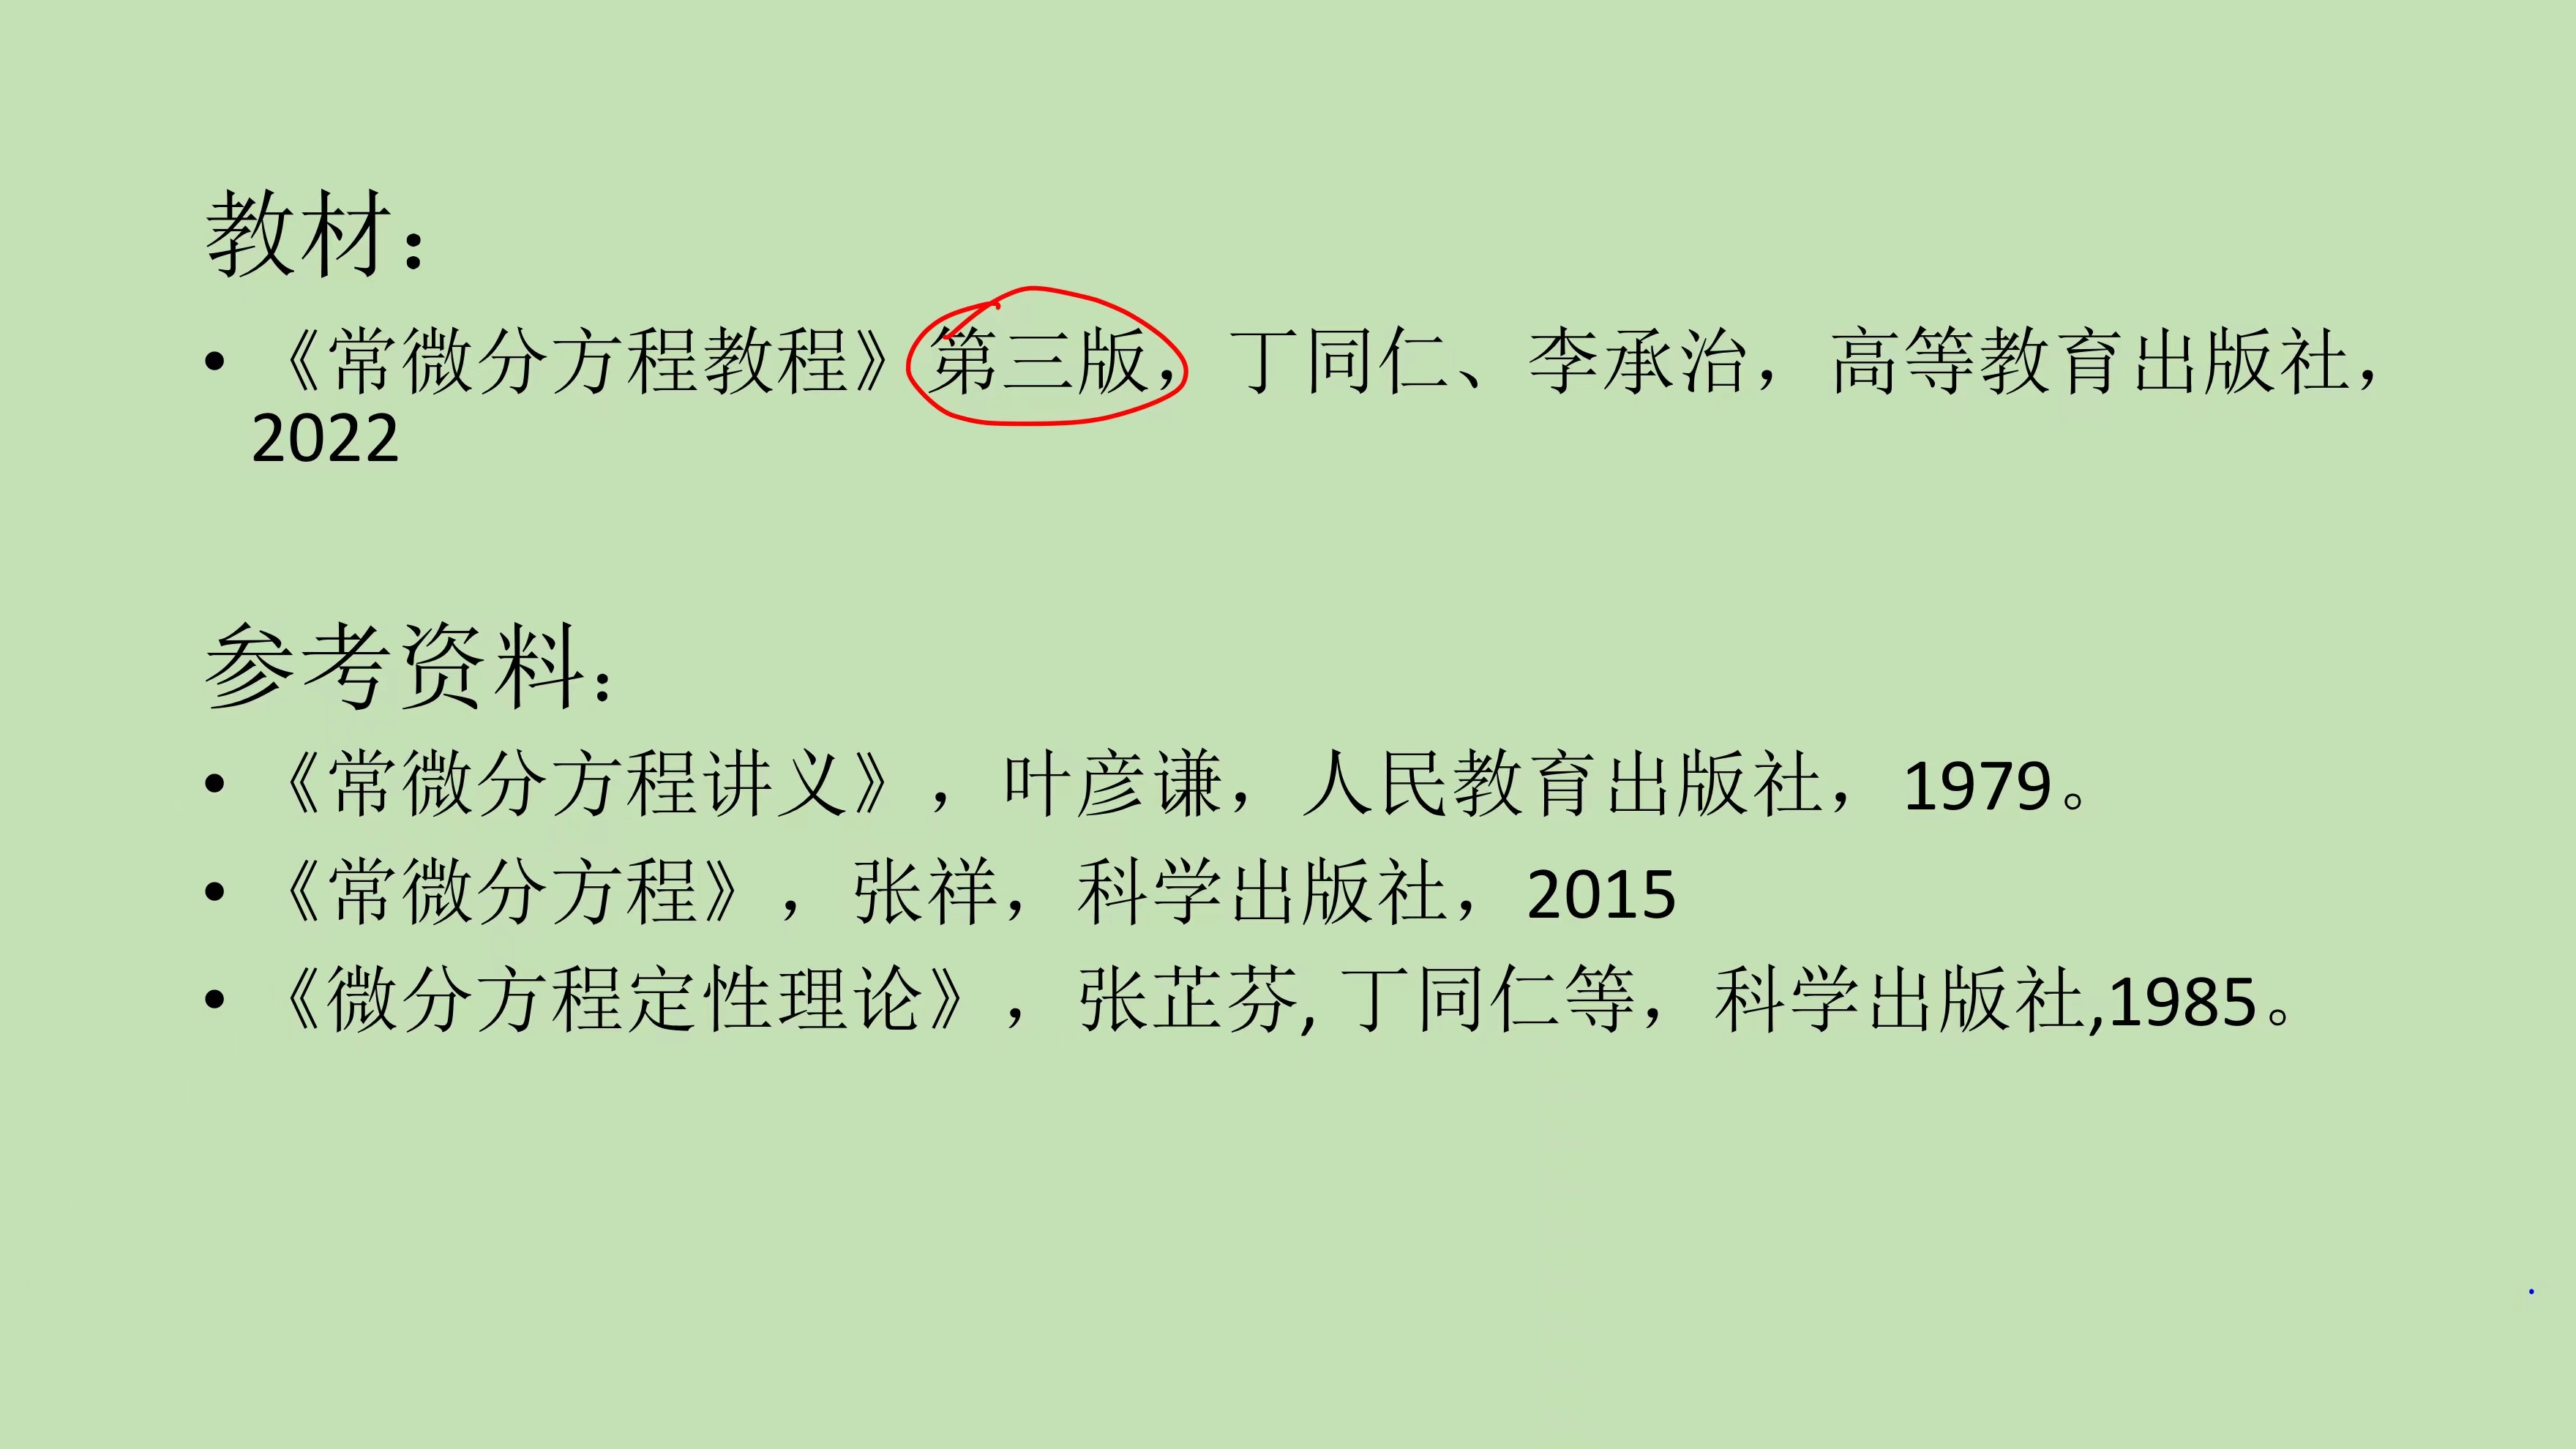 教材：
• 《常微分方程教程》第三版，丁同仁、李承治，高等教育出版社，
2022
参考资料：
• 《常微分方程讲义》，叶彦谦，人民教育出版社，1979。
• 《常微分方程》，张祥，科学出版社，2015
• 《微分方程定性理论》，张芷芬, 丁同仁等，科学出版社,1985。